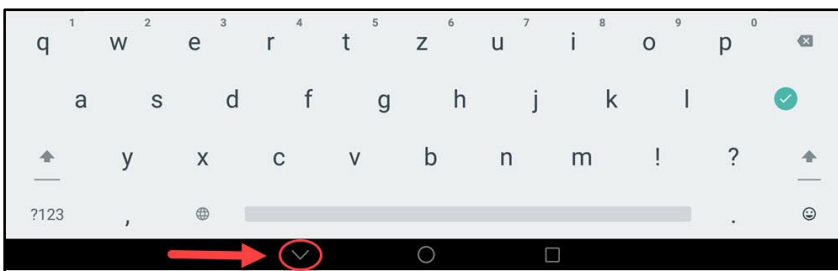 1 2 3 4 5 6 7 8 9 0
q w e r t z u i o p
a s d f g h j k l
y x c v b n m ! ?
?123 , .